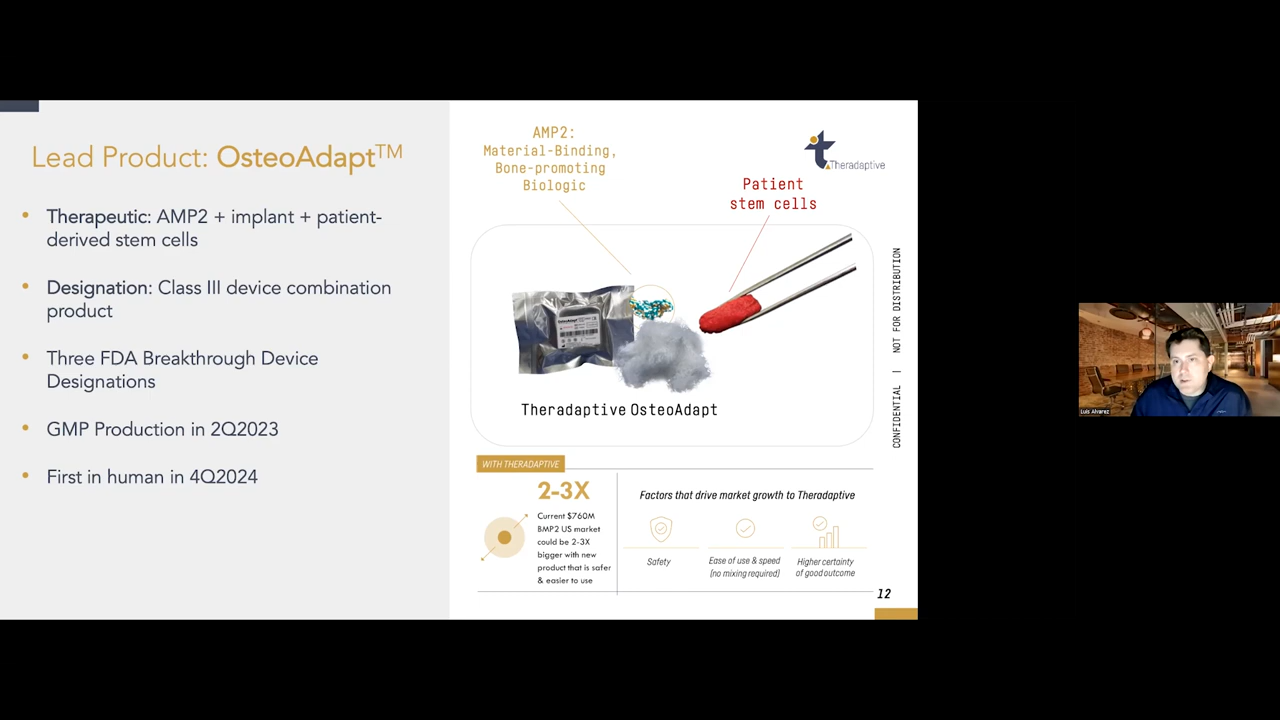 Lead Product: OsteoAdapt™
• Therapeutic: AMP2 + implant + patient-
derived stem cells
• Designation: Class III device combination
product
• Three FDA Breakthrough Device
Designations
• GMP Production in 2Q2023
• First in human in 4Q2024
AMP2:
Material-Binding,
Bone-promoting
Biologic
Theradaptive
Patient
stem cells
OsteoAdapt
Theradaptive OsteoAdapt
CONFIDENTIAL | NOT FOR DISTRIBUTION
WITH THERADAPTIVE
2-3X
Current $760M
BMP2 US market
could be 2-3X
bigger with new
product that is safer
& easier to use
Factors that drive market growth to Theradaptive
Safety
Ease of use & speed
(no mixing required)
Higher certainty
of good outcome
12
Luis Alvarez